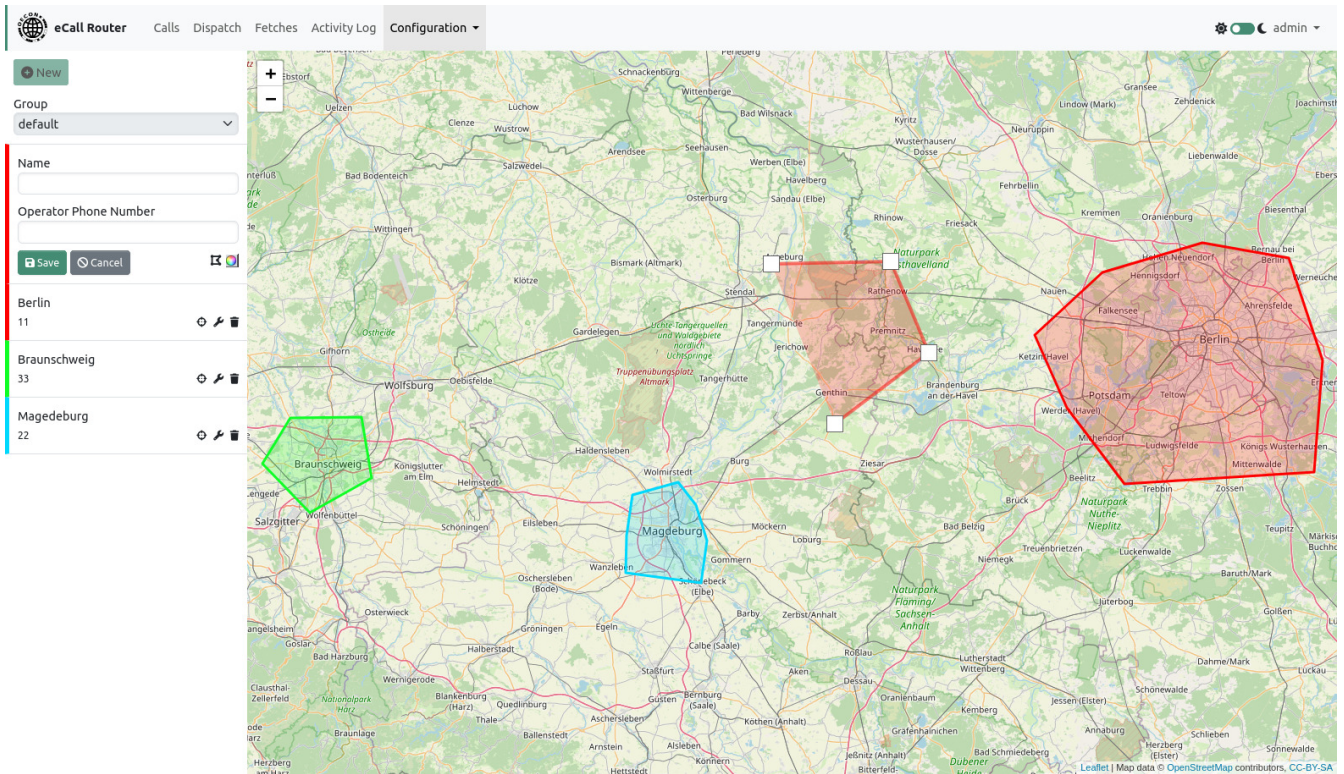 eCall Router
Calls
Dispatch
Fetches
Activity Log
Configuration
admin
New
Group
default
Name
Operator Phone Number
Save
Cancel
Berlin
11
Braunschweig
33
Magedeburg
22
+
−
Perleberg
Schnackenburg
Wittenberge
Gransee
Zehdenick
Ebstorf
Uelzen
Luchow
Bad Wilsnack
Lindow (Mark)
Clenze
Wustrow
Kyritz
Neuruppin
Wusterhausen/
Dosse
Arendsee
Seehausen
Liebenwalde
Salzwedel
Werben (Elbe)
Bad Bodenteich
Havelberg
Fehrbellin
Osterburg
Sandau (Elbe)
Kremmen
Oranienburg
Biesenthal
Rhinow
Friesack
Wittingen
Bernau bei
Berlin
Hohen Neuendorf
Bismark (Altmark)
Klötze
Hennigsdorf
Stendal
Rathenow
Nauen
Ahrensfelde
Falkensee
Gardelegen
Uchte-Tangerquellen
und Waldgebiete
nördlich
Uchtspringe
Tangermünde
Premnitz
Ostheide
Berlin
Gifhorn
Jerichow
Ketzin/Havel
Truppenübungsplatz
Altmark
Tangerhütte
Wolfsburg
Oebisfelde
Genthin
Brandenburg
an der Havel
Potsdam
Teltow
Werder (Havel)
Michendorf
Ludwigsfelde
Königs Wusterhausen
Haldensleben
Braunschweig
Königslutter
am Elm
Wolmirstedt
Burg
Ziesar
Mittenwalde
Helmstedt
Beelitz
Trebbin
Zossen
Salzgitter
Wolfenbüttel
Schöningen
Eilsleben
Magdeburg
Möckern
Loburg
Brück
Bad Belzig
Naturpark
Nuthe-
Nieplitz
Teupitz
Treuenbrietzen
Luckenwalde
Wanzleben
Gommern
Niemegk
Oschersleben
(Bode)
Schönebeck
(Elbe)
Baruth/Mark
Naturpark
Fläming/
Sachsen-
Anhalt
Jüterbog
Osterwieck
Barby
Zerbst/Anhalt
Golßen
Gröningen
Egeln
Goslar
Bad Harzburg
Halberstadt
Calbe (Saale)
Roßlau
Lutherstadt
Wittenberg
Dahme/Mark
Wernigerode
Staßfurt
Aken
Dessau
Luckau
Clausthal-
Zellerfeld
Nationalpark
Harz
Blankenburg
(Harz)
Quedlinburg
Güsten
Bernburg
(Saale)
Oranienbaum
Jessen (Elster)
Schönewalde
Kemberg
Thale
Aschersleben
Köthen (Anhalt)
Braunlage
Ballenstedt
Gräfenhainichen
Annaburg
Schlieben
Arnstein
Alsleben
Herzberg
(Elster)
Sonnewalde
Könnern
Jeßnitz (Anhalt)
Bad Schmiedeberg
Herzberg
am Harz
Hettstedt
Bitterfeld-
Dubener
Heide
Leaflet | Map data © OpenStreetMap contributors, CC-BY-SA